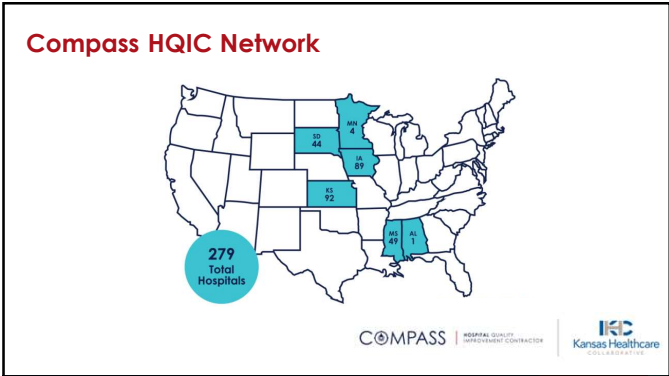 Compass HQIC Network
MN
4
SD
44
IA
89
KS
92
MS
49
AL
1
279
Total
Hospitals
COMPASS
HOSPITAL QUALITY
IMPROVEMENT CONTRACTOR
KHC
Kansas Healthcare
COLLABORATIVE